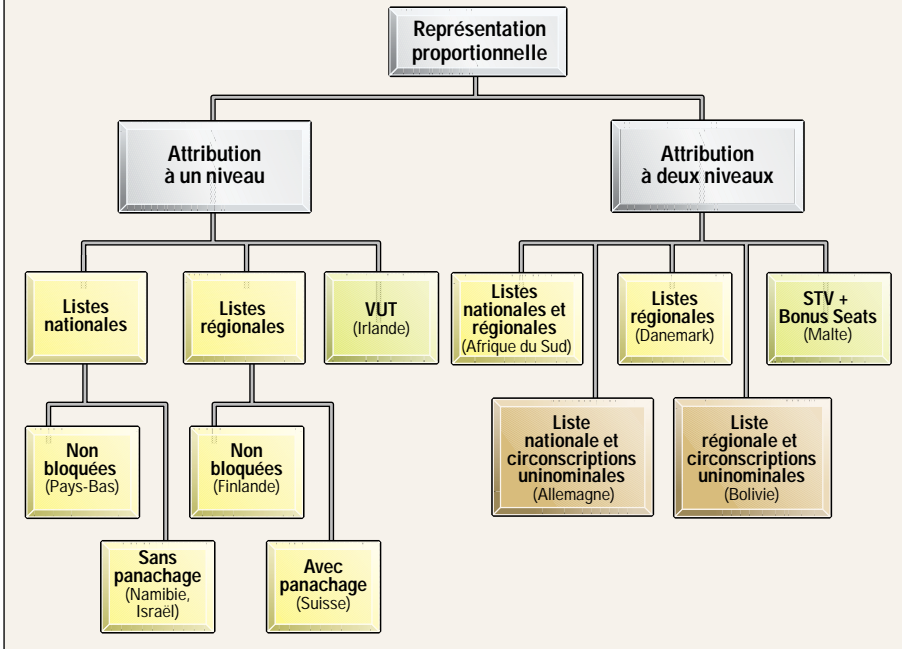 Représentation
proportionnelle
Attribution
à un niveau
Attribution
à deux niveaux
Listes
nationales
Listes
régionales
VUT
(Irlande)
Listes
nationales et
régionales
(Afrique du Sud)
Listes
régionales
(Danemark)
STV +
Bonus Seats
(Malte)
Non
bloquées
(Pays-Bas)
Non
bloquées
(Finlande)
Liste
nationale et
circonscriptions
uninominales
(Allemagne)
Liste
régionale et
circonscriptions
uninominales
(Bolivie)
Sans
panachage
(Namibie,
Israël)
Avec
panachage
(Suisse)